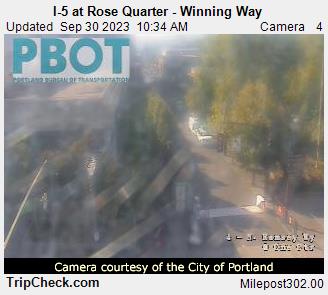 I-5 at Rose Quarter - Winning Way
Updated Sep 30 2023 10:34 AM Camera 4
PBOT
PORTLAND BUREAU OF TRANSPORTATION
Camera courtesy of the City of Portland
TripCheck.com Milepost302.00